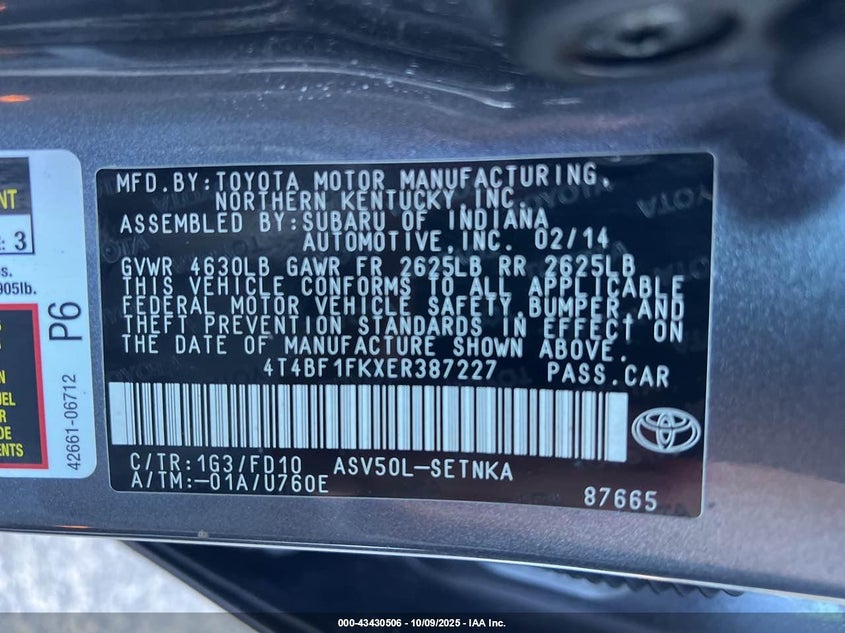 MFD.BY:TOYOTA MOTOR MANUFACTURING,
NORTHERN KENTUCKY INC.
ASSEMBLED BY:SUBARU OF INDIANA
AUTOMOTIVE,INC. 02/14
GVWR 4630LB GAWR FR 2625LB RR 2625LB
THIS VEHICLE CONFORMS TO ALL APPLICABLE
FEDERAL MOTOR VEHICLE SAFETY,BUMPER,AND
THEFT PREVENTION STANDARDS IN EFFECT ON
THE DATE OF MANUFACTURE SHOWN ABOVE.
4T4BF1FKXER387227 PASS.CAR
C/TR:1G3/FD10 ASV50L-SETNKA
A/TM:-01A/U760E
87665
3
905lb.
P6
42661-06712
000-43430506 - 10/09/2025 - IAA Inc.